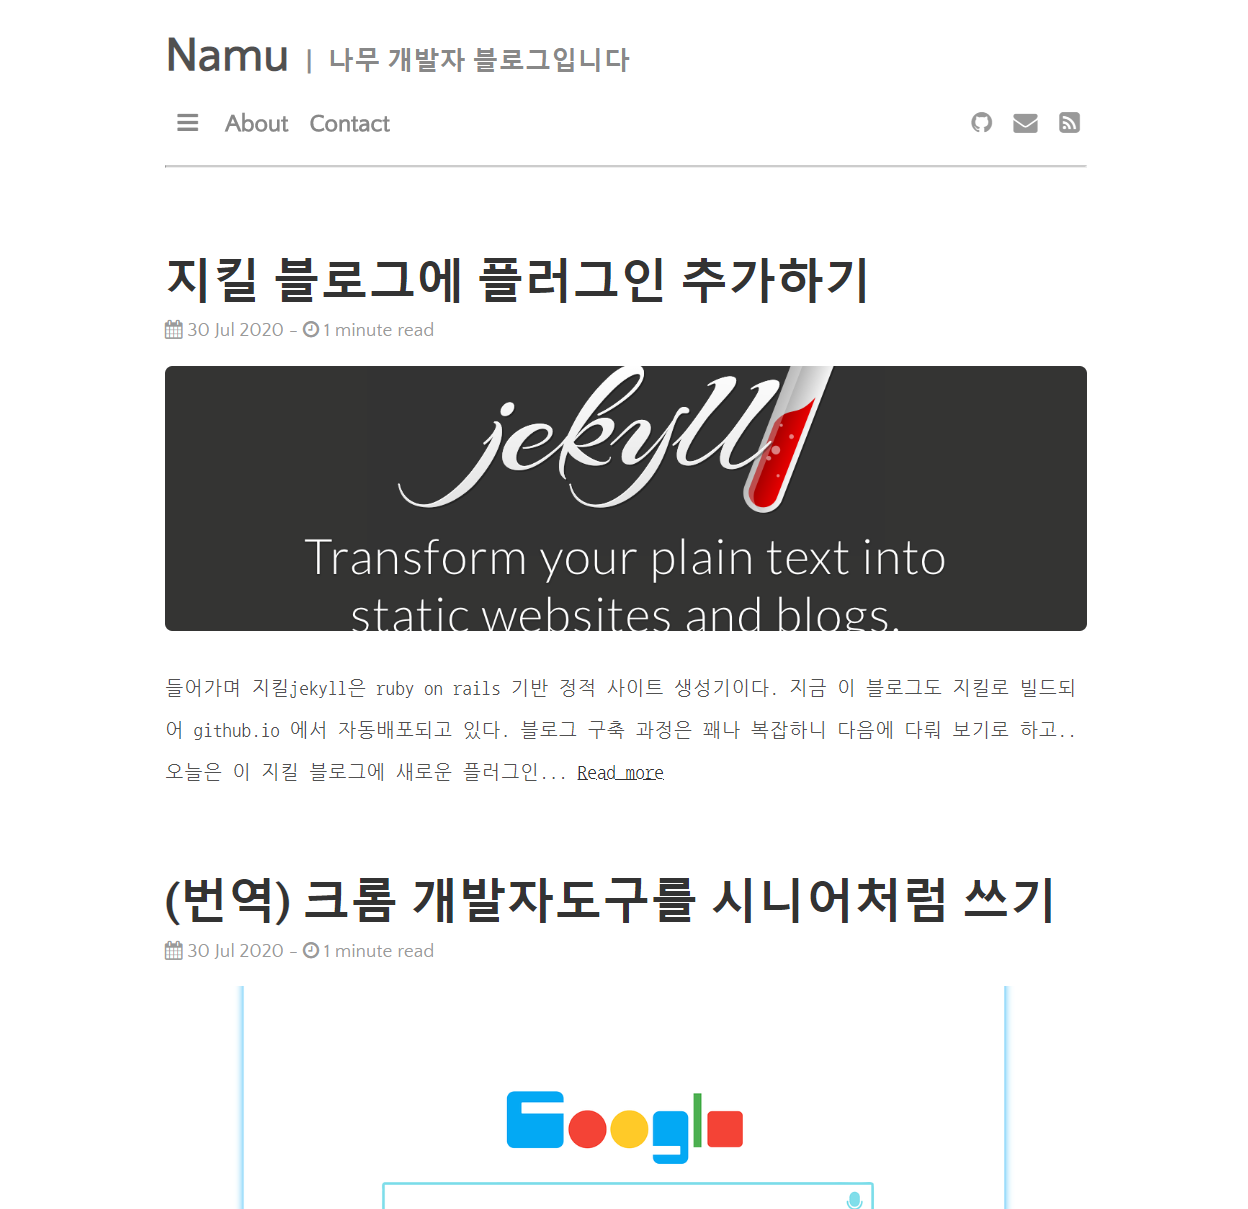 Namu | 나무 개발자 블로그입니다
About Contact
지킬 블로그에 플러그인 추가하기
30 Jul 2020 - 1 minute read
jekyll
Transform your plain text into
static websites and blogs.
들어가며 지킬jekyll은 ruby on rails 기반 정적 사이트 생성기이다. 지금 이 블로그도 지킬로 빌드되
어 github.io 에서 자동배포되고 있다. 블로그 구축 과정은 꽤나 복잡하니 다음에 다뤄 보기로 하고..
오늘은 이 지킬 블로그에 새로운 플러그인... Read more
(번역) 크롬 개발자도구를 시니어처럼 쓰기
30 Jul 2020 - 1 minute read
Google